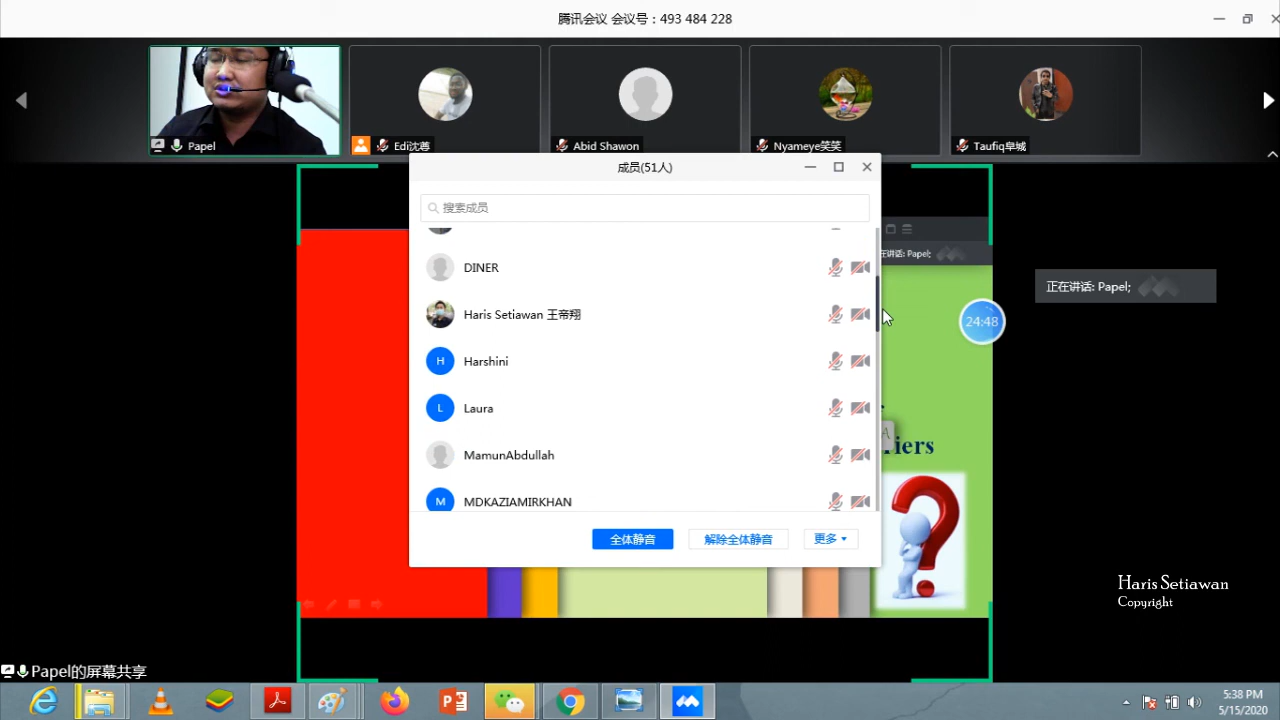 腾讯会议 会议号：493 484 228
Papel
Edi沈尊
Abid Shawon
Nyameye笑笑
Taufiq阜城
成员(51人)
搜索成员
DINER
Haris Setiawan 王帝翔
Harshini
H
Laura
L
MamunAbdullah
MDKAZIAMIRKHAN
M
全体静音
解除全体静音
更多
在讲话: Papel;
正在讲话: Papel;
24:48
A
iers
Haris Setiawan
Copyright
Papel的屏幕共享
5:38 PM
5/15/2020